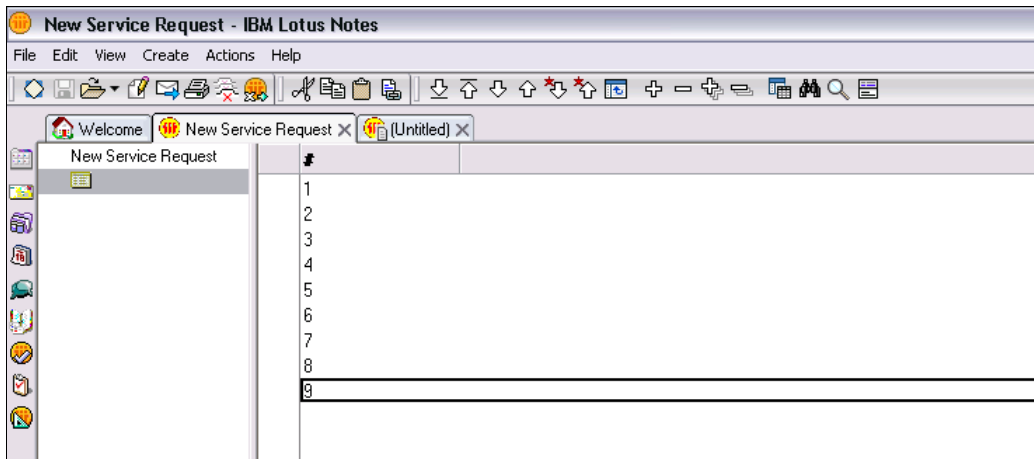 New Service Request - IBM Lotus Notes
File Edit View Create Actions Help
Welcome New Service Request (Untitled)
New Service Request
#
1
2
3
4
5
6
7
8
9